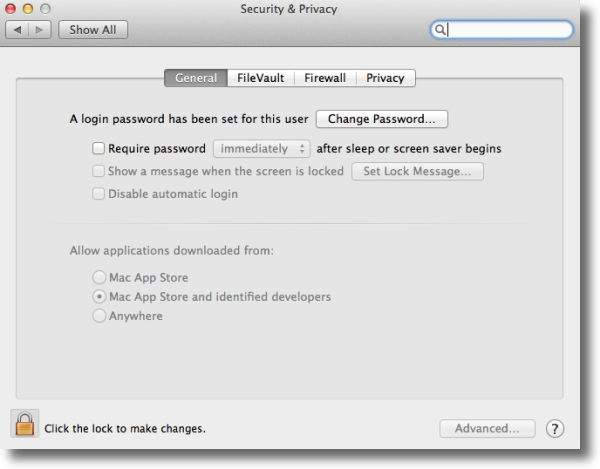 Security & Privacy
Show All
General FileVault Firewall Privacy
A login password has been set for this user Change Password...
Require password immediately after sleep or screen saver begins
Show a message when the screen is locked Set Lock Message...
Disable automatic login
Allow applications downloaded from:
Mac App Store
Mac App Store and identified developers
Anywhere
Click the lock to make changes. Advanced... ?